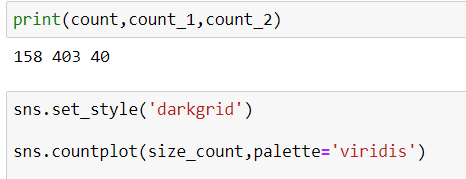 print(count,count_1,count_2)
158 403 40
sns.set_style('darkgrid')
sns.countplot(size_count,palette='viridis')